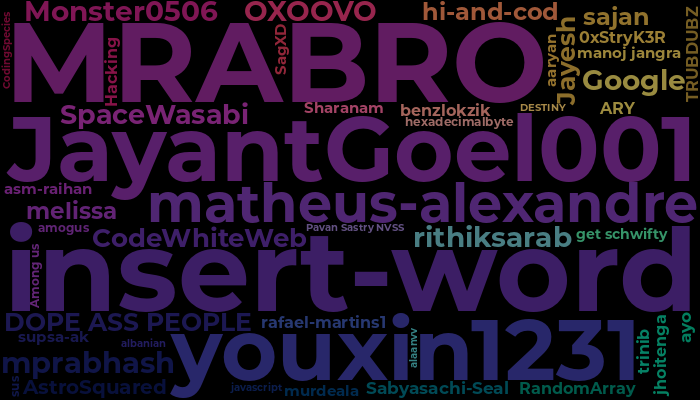 Monster0506
OXOOVO
hi-and-cod
sajan
CodingSpecies
MRABRO
Hacking
SagXD
aaryan
Jayesh
0xStryK3R
manoj jangra
Google
TRUBDUBZ
SpaceWasabi
Sharanam
benzlokzik
hexadecimalbyte
DESTINY
ARY
JayantGoel001
asm-raihan
matheus-alexandre
melissa
amogus
Pavan Sastry NVSS
CodeWhiteWeb
rithiksarab
get schwifty
Among us
insert-word
DOPE ASS PEOPLE
rafael-martins1
youxin1231
supsa-ak
albanian
alaanvv
trinib
jhoitenga
ayo
mprabhash
sus
AstroSquared
javascript
murdeala
Sabyasachi-Seal
RandomArray